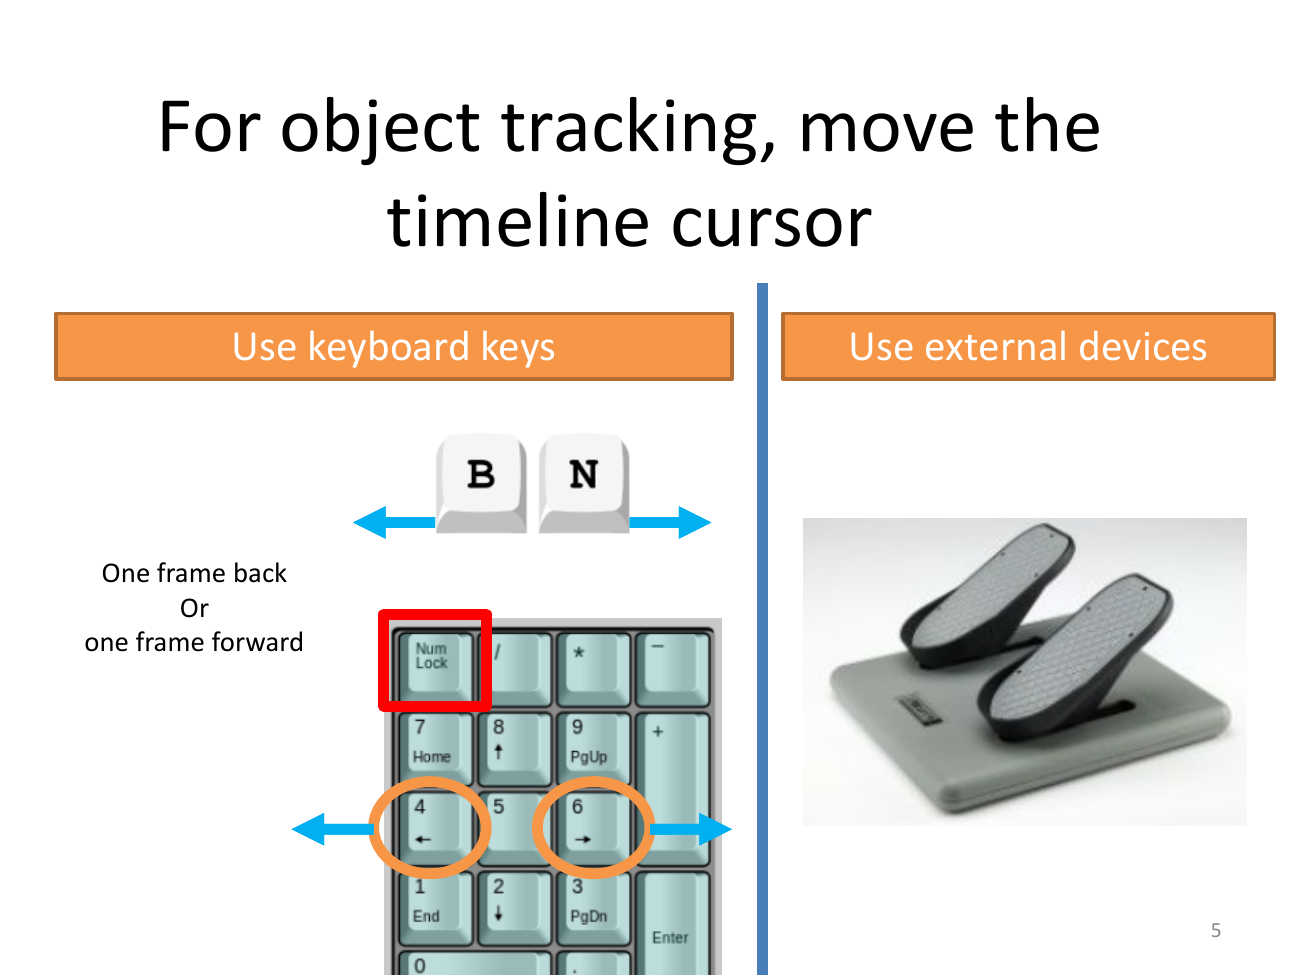 For object tracking, move the
timeline cursor
Use keyboard keys
Use external devices
B N
One frame back
Or
one frame forward
Num
Lock
/ * −
7
Home
8
↑
9
PgUp
+
4
←
5
6
→
1
End
2
↓
3
PgDn
Enter
0
.
5